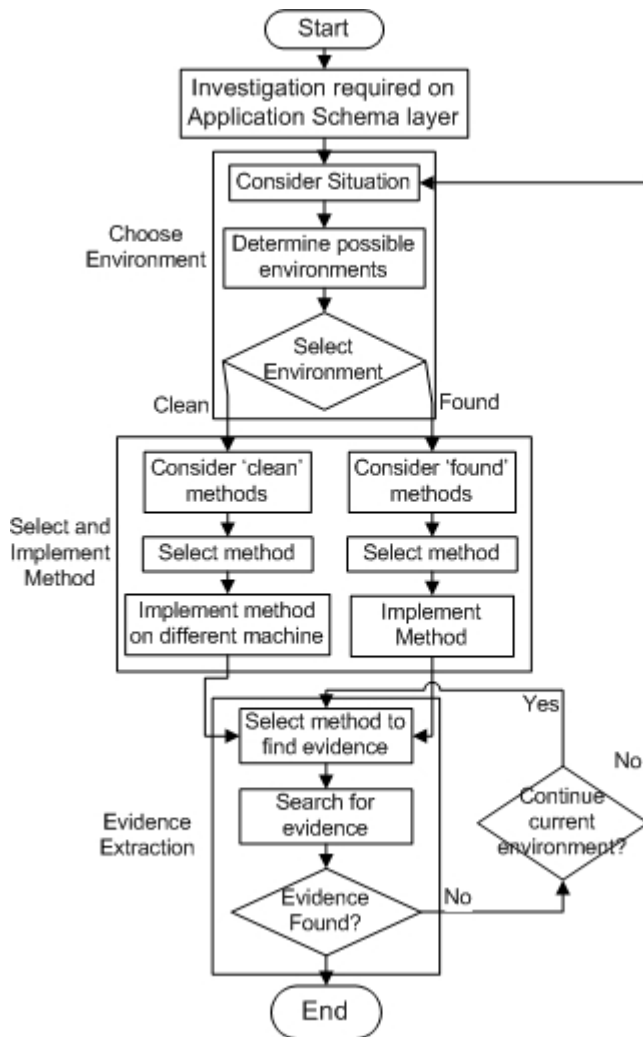 Start
Investigation required on
Application Schema layer
Consider Situation
Choose
Environment
Determine possible
environments
Select
Environment
Clean
Found
Consider 'clean'
methods
Consider 'found'
methods
Select and
Implement
Method
Select method
Select method
Implement method
on different machine
Implement
Method
Yes
Select method to
find evidence
No
Continue
current
environment?
Search for
evidence
Evidence
Extraction
Evidence
Found?
No
End